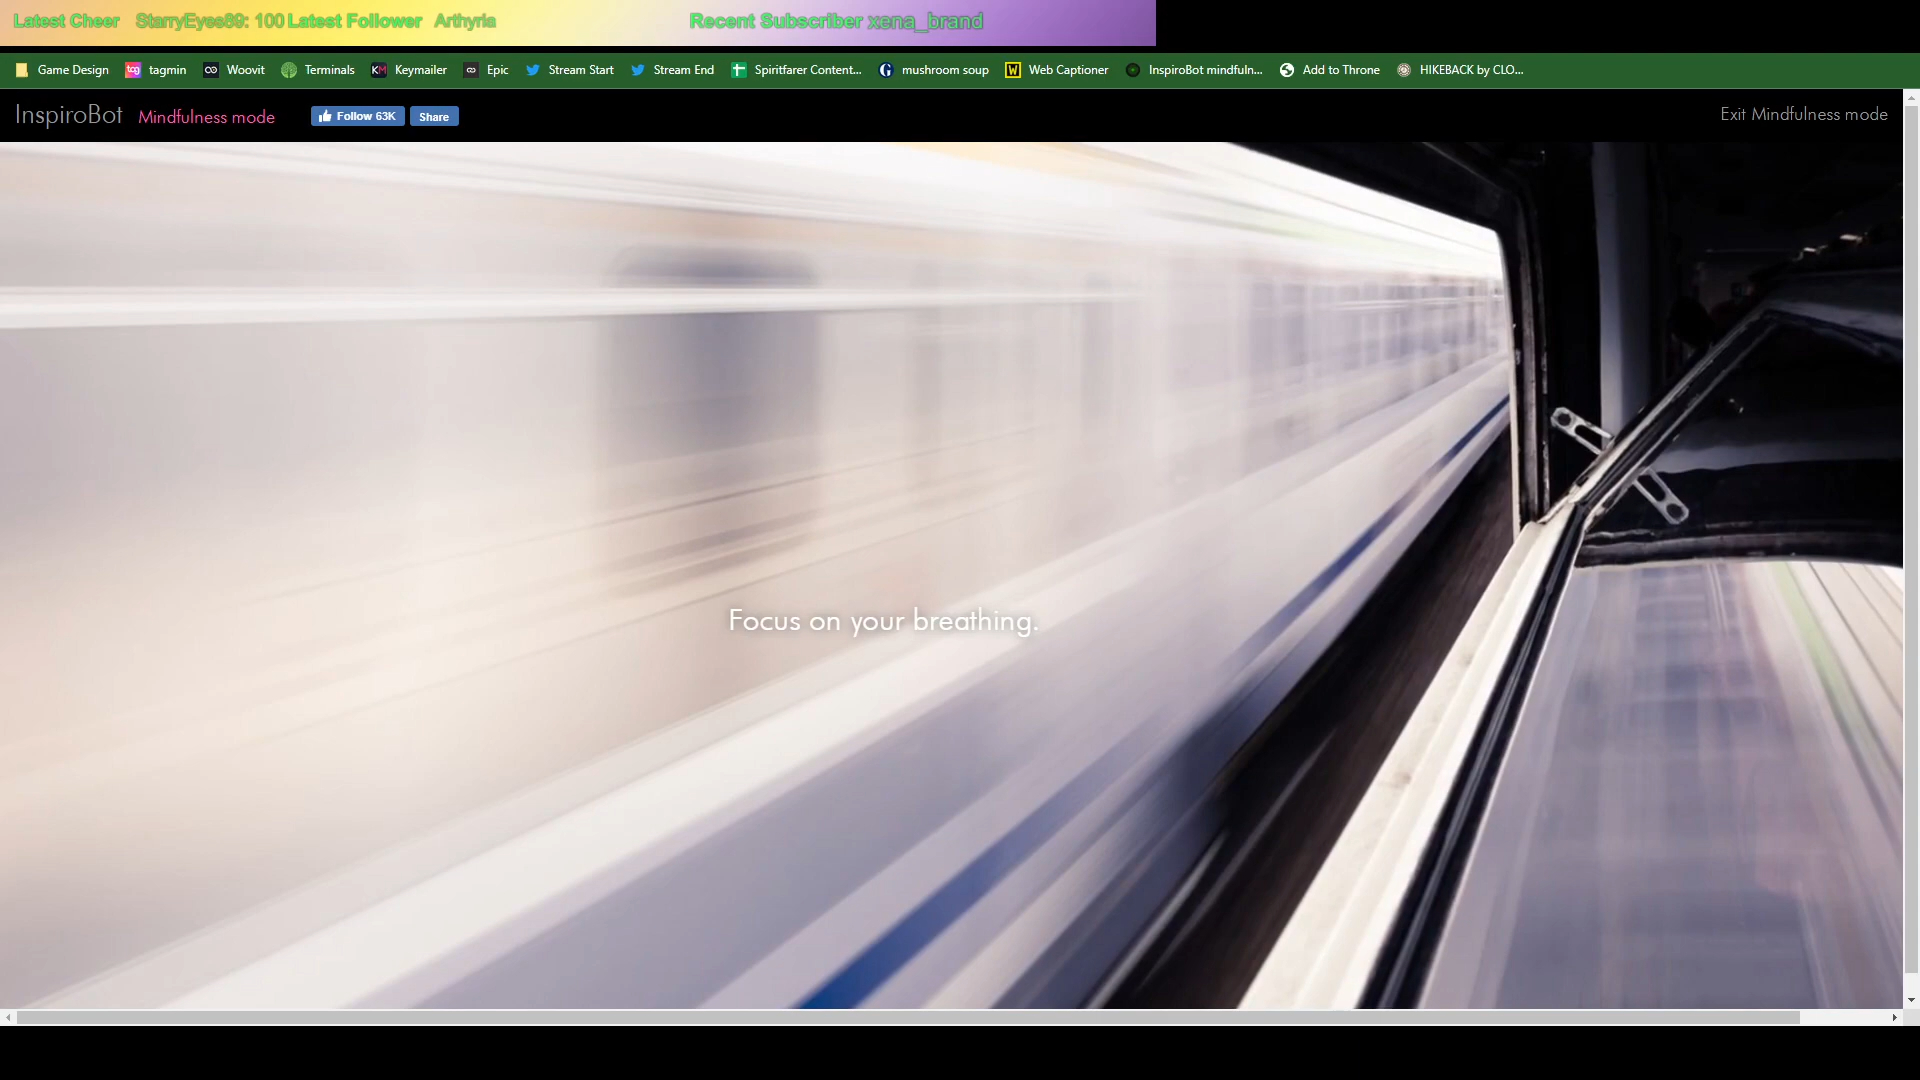 Latest Cheer StarryEyes89: 100 Latest Follower Arthyria Recent Subscriber xena_brand
Game Design tagmin Woovit Terminals Keymailer Epic Stream Start Stream End Spiritfarer Content... mushroom soup Web Captioner InspiroBot mindfuln... Add to Throne HIKEBACK by CLO...
InspiroBot Mindfulness mode Follow 63K Share Exit Mindfulness mode
Focus on your breathing.